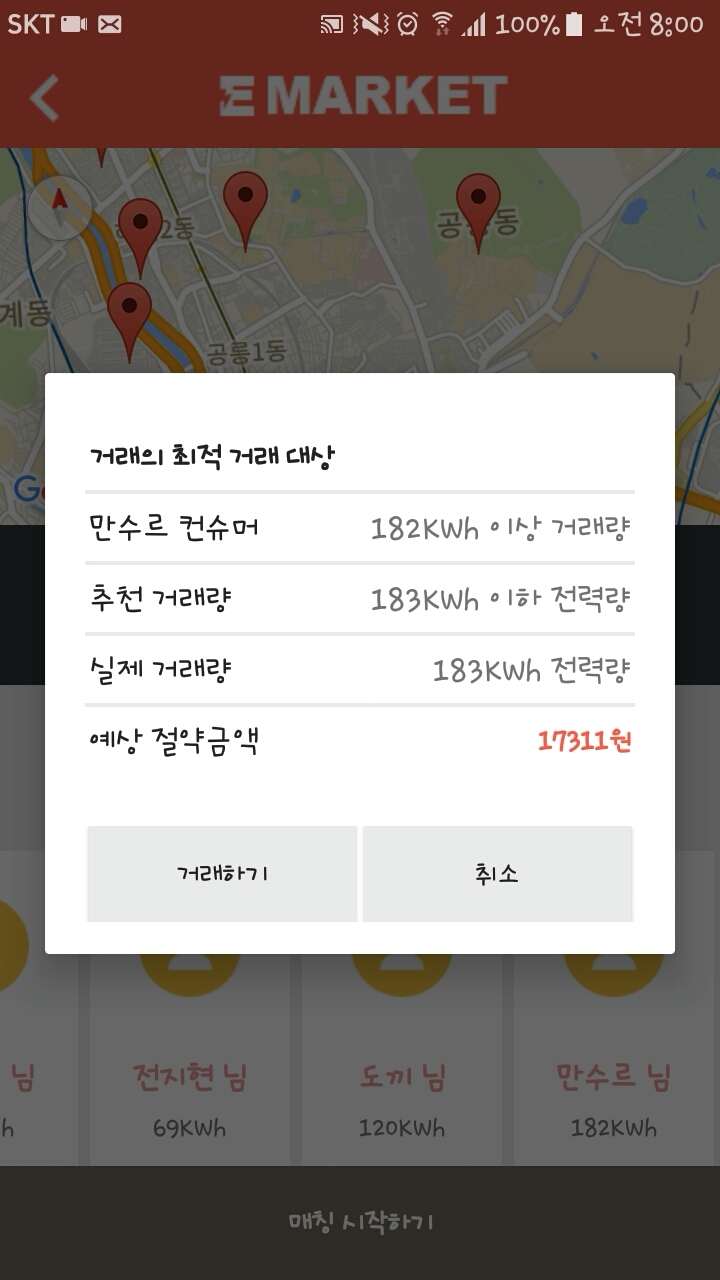 SKT 100% 오전 8:00
EMARKET
2동
공릉동
계동
공릉1동
거래의 최적 거래 대상
만수르 컨슈머 182KWh 이상 거래량
추천 거래량 183KWh 이하 전력량
실제 거래량 183KWh 전력량
예상 절약금액 17311원
거래하기 취소
님 전지현 님 도끼 님 만수르 님
h 69KWh 120KWh 182KWh
매칭 시작하기